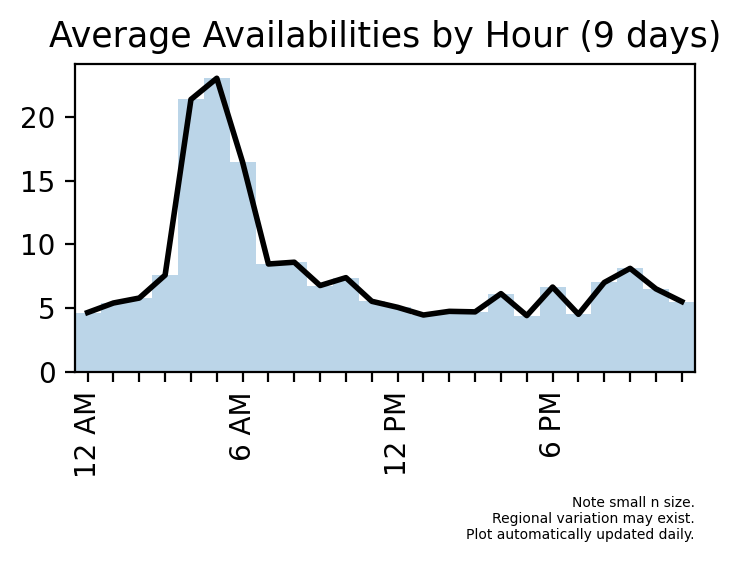 Average Availabilities by Hour (9 days)
20
15
10
5
0
12 AM
6 AM
12 PM
6 PM
Note small n size.
Regional variation may exist.
Plot automatically updated daily.